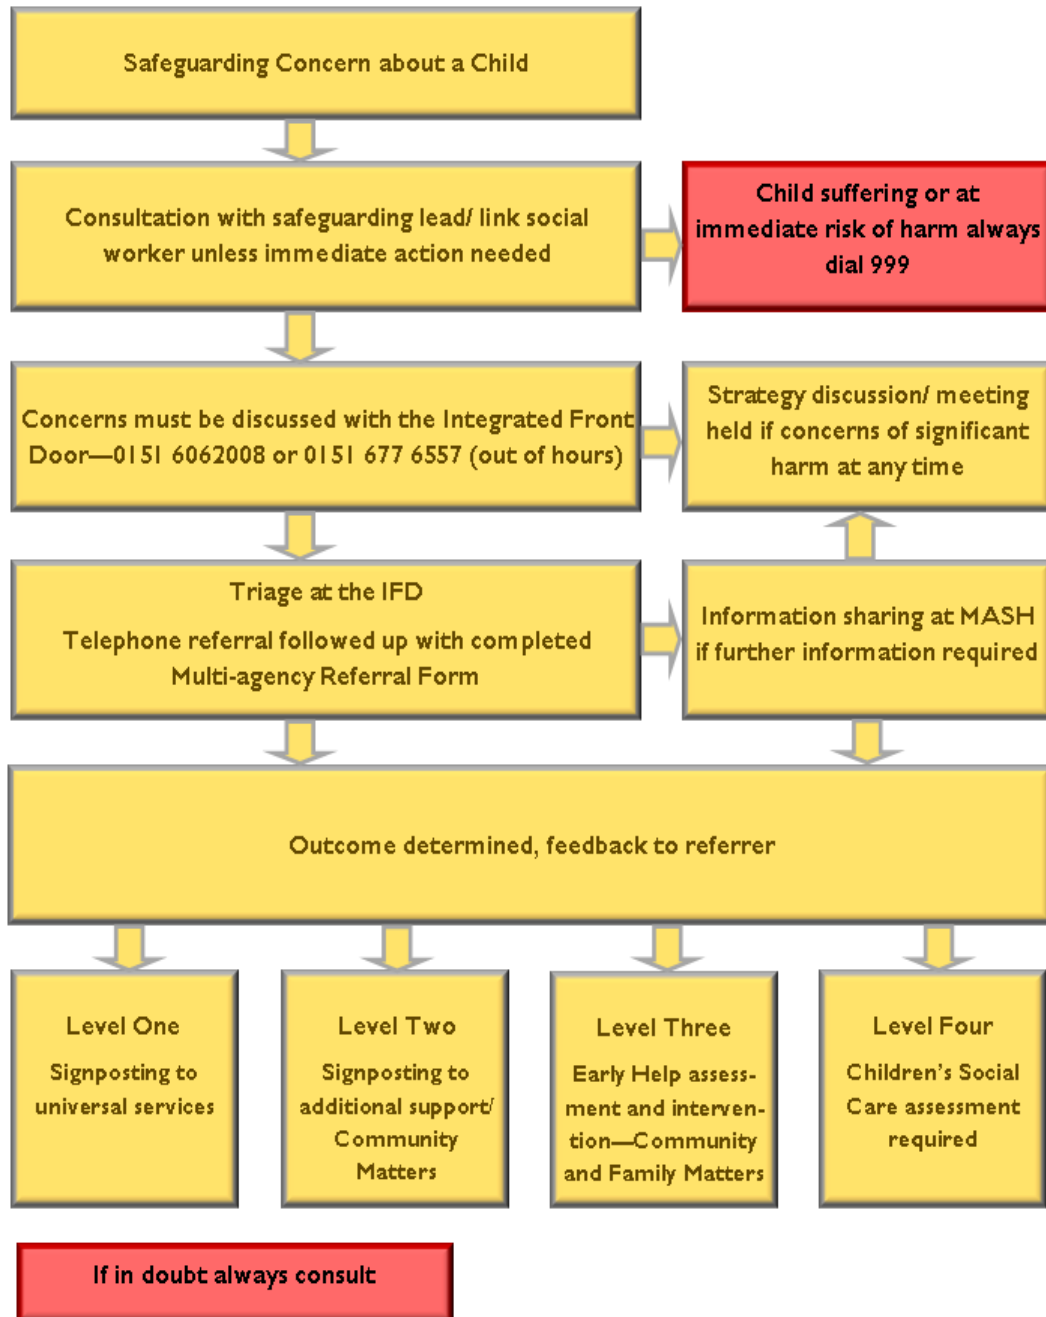 Safeguarding Concern about a Child
Consultation with safeguarding lead/ link social
worker unless immediate action needed
Child suffering or at
immediate risk of harm always
dial 999
Concerns must be discussed with the Integrated Front
Door—0151 6062008 or 0151 677 6557 (out of hours)
Strategy discussion/ meeting
held if concerns of significant
harm at any time
Triage at the IFD
Telephone referral followed up with completed
Multi-agency Referral Form
Information sharing at MASH
if further information required
Outcome determined, feedback to referrer
Level One
Signposting to
universal services
Level Two
Signposting to
additional support/
Community
Matters
Level Three
Early Help assess-
ment and interven-
tion—Community
and Family Matters
Level Four
Children's Social
Care assessment
required
If in doubt always consult